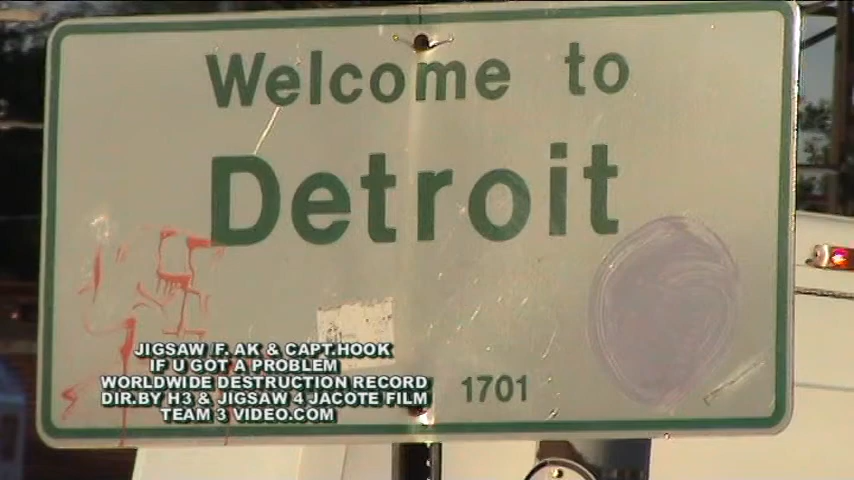 Welcome to
Detroit
1701
JIGSAW F. AK & CAPT.HOOK
IF U GOT A PROBLEM
WORLDWIDE DESTRUCTION RECORD
DIR.BY H3 & JIGSAW 4 JACOTE FILM
TEAM 3 VIDEO.COM